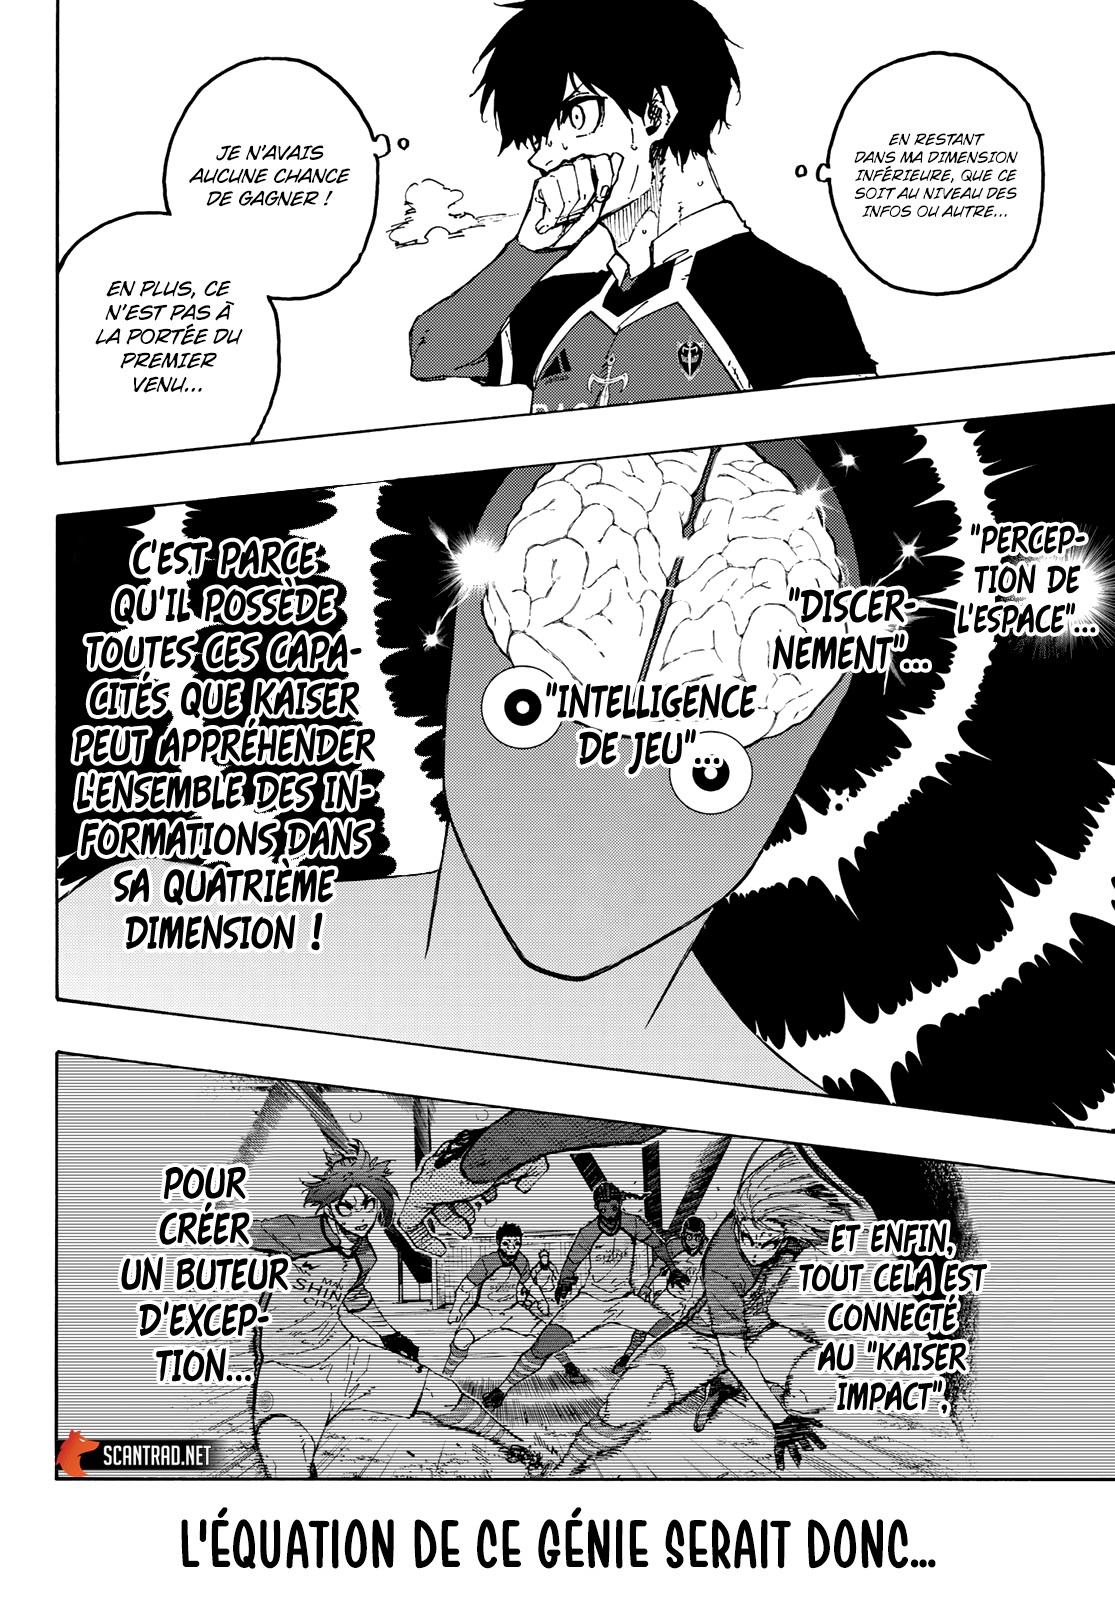 EN RESTANT
DANS MA DIMENSION
INFÉRIEURE, QUE CE
SOIT AU NIVEAU DES
INFOS OU AUTRE...
JE N'AVAIS
AUCUNE CHANCE
DE GAGNER !
EN PLUS, CE
N'EST PAS À
LA PORTÉE DU
PREMIER
VENU...
"PERCEP-
TION DE
L'ESPACE"...
"DISCER-
NEMENT"...
"INTELLIGENCE
DE JEU"...
C'EST PARCE
QU'IL POSSÈDE
TOUTES CES CAPA-
CITÉS QUE KAISER
PEUT APPRÉHENDER
L'ENSEMBLE DES IN-
FORMATIONS DANS
SA QUATRIÈME
DIMENSION !
ET ENFIN,
TOUT CELA EST
CONNECTÉ
AU "KAISER
IMPACT",
POUR
CRÉER
UN BUTEUR
D'EXCEP-
TION...
SHIN
CITY
SCANTRAD.NET
L'ÉQUATION DE CE GÉNIE SERAIT DONC...